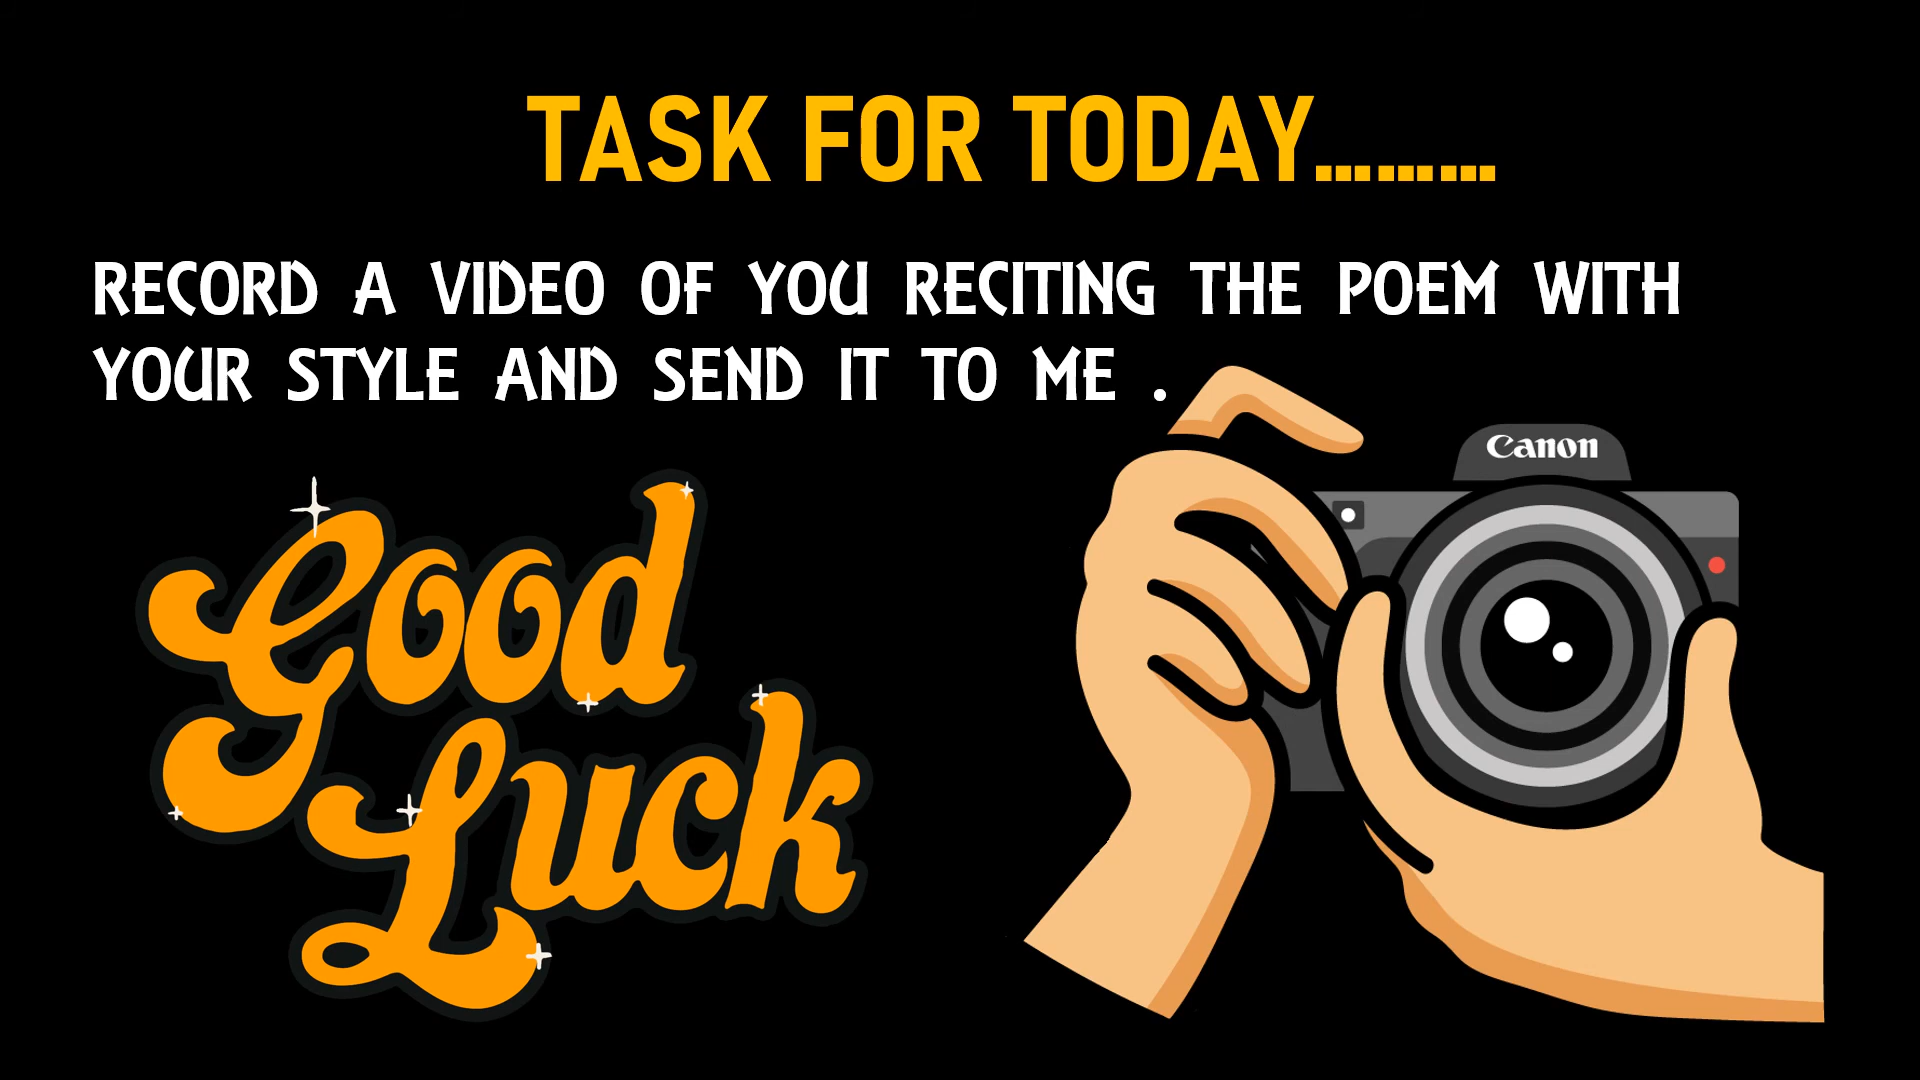 TASK FOR TODAY.........
RECORD A VIDEO OF YOU RECITING THE POEM WITH
YOUR STYLE AND SEND IT TO ME .
Canon
Good
Luck